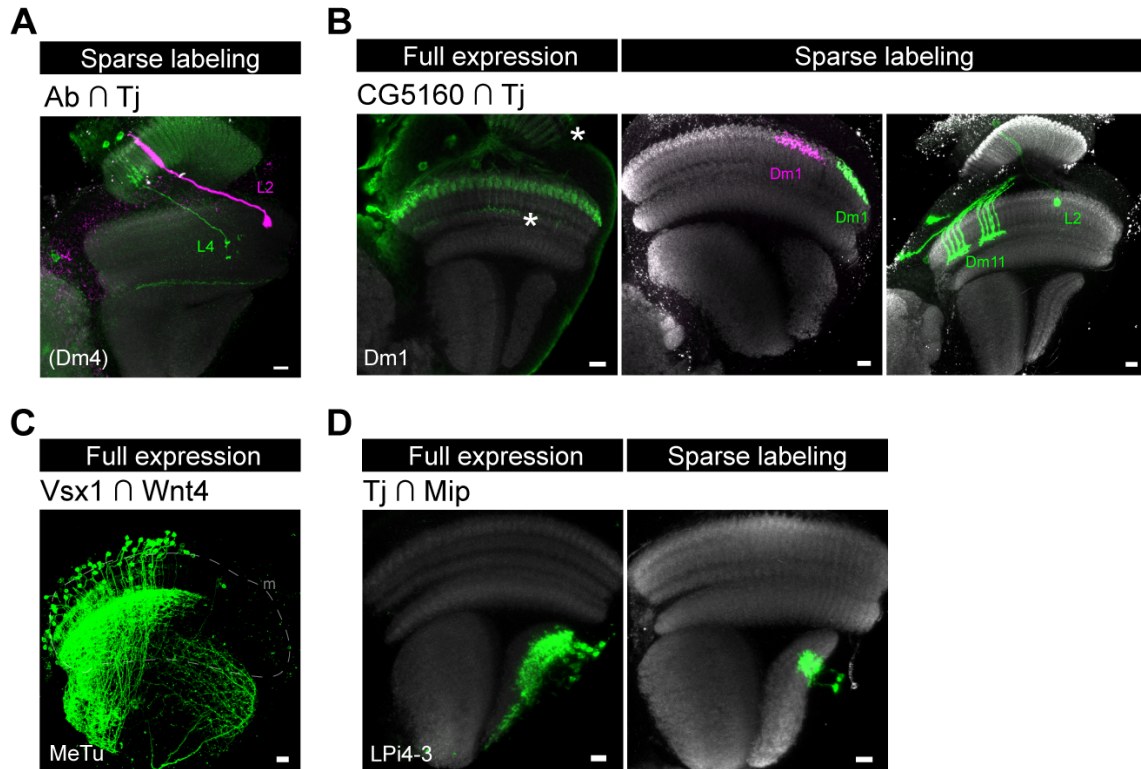 A
Sparse labeling
Ab ∩ Tj
L2
L4
(Dm4)
B
Full expression
Sparse labeling
CG5160 ∩ Tj
*
*
Dm1
Dm1
Dm1
L2
Dm11
C
Full expression
Vsx1 ∩ Wnt4
m
MeTu
D
Full expression
Sparse labeling
Tj ∩ Mip
LPi4-3